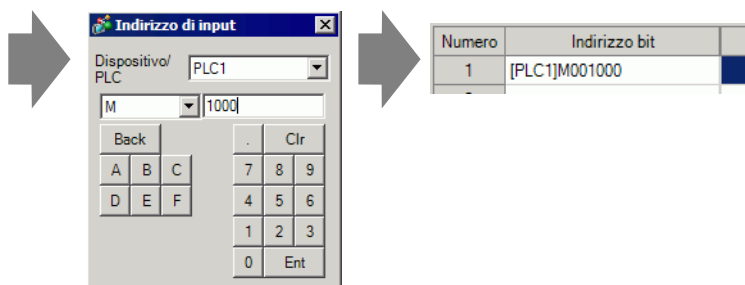 Indirizzo di input
Dispositivo/
PLC
PLC1
M 1000
Back . Clr
A B C 7 8 9
D E F 4 5 6
1 2 3
0 Ent
Numero Indirizzo bit
1 [PLC1]M001000